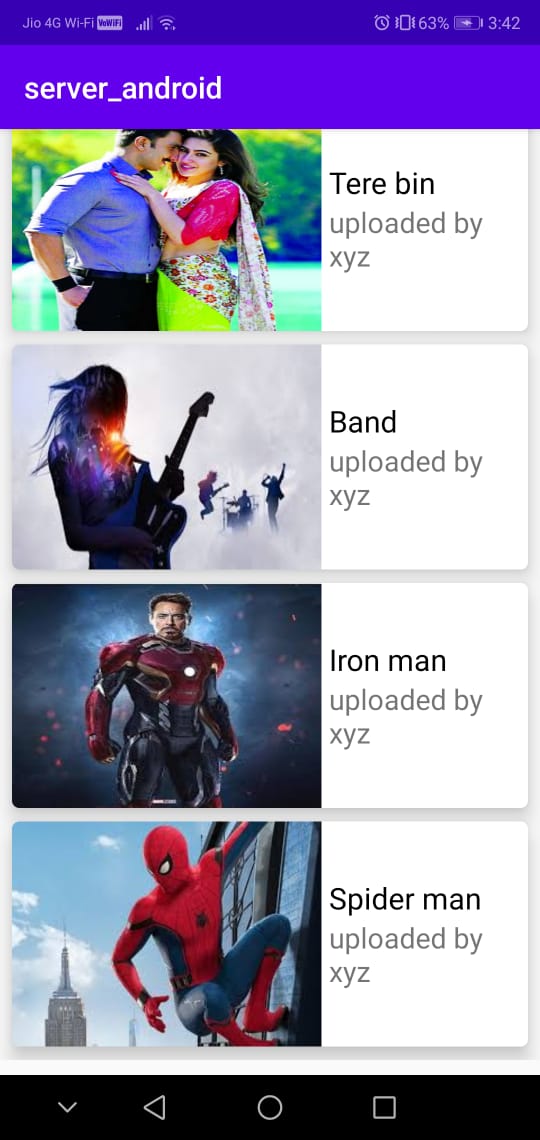 Jio 4G Wi-Fi VoWiFi 63% 3:42
server_android
Tere bin
uploaded by
xyz
Band
uploaded by
xyz
Iron man
uploaded by
xyz
Spider man
uploaded by
xyz